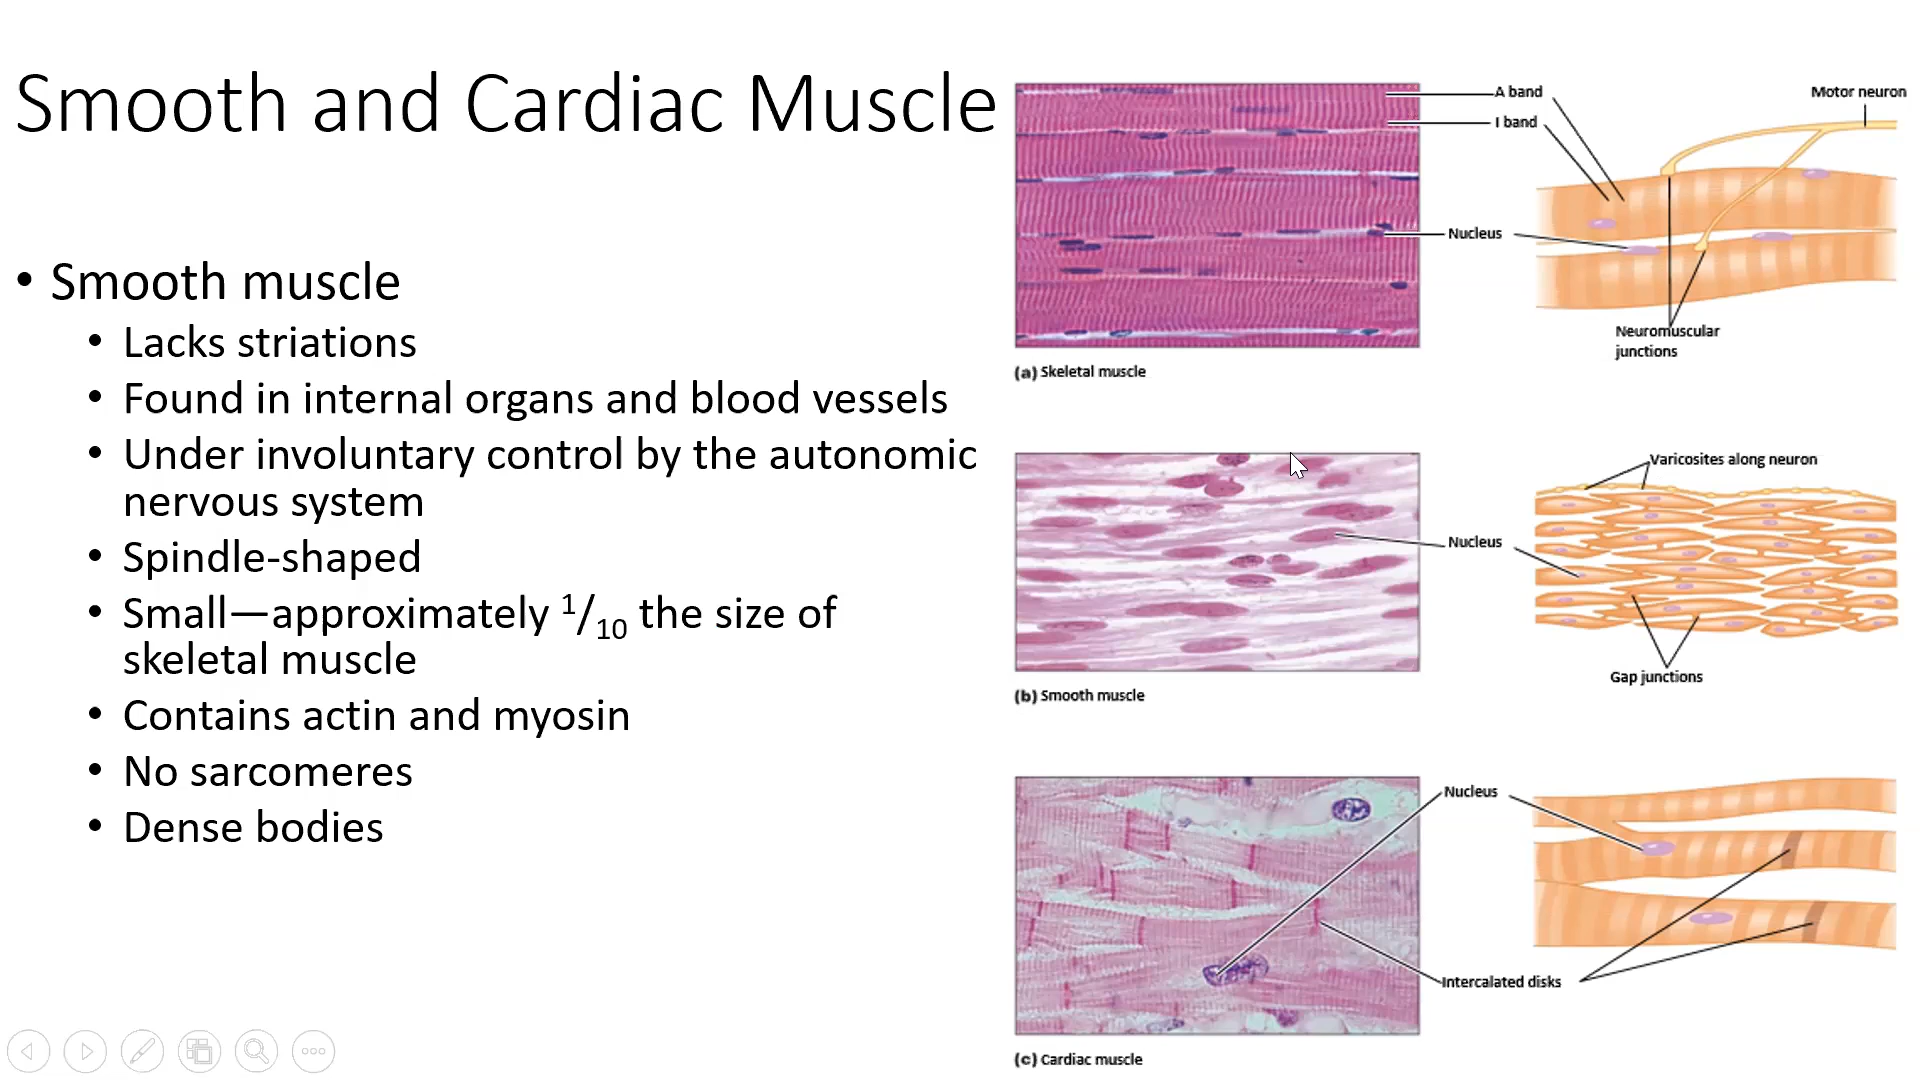 Smooth and Cardiac Muscle
• Smooth muscle
• Lacks striations
• Found in internal organs and blood vessels
• Under involuntary control by the autonomic
nervous system
• Spindle-shaped
• Small—approximately 1/10 the size of
skeletal muscle
• Contains actin and myosin
• No sarcomeres
• Dense bodies
A band
I band
Motor neuron
Nucleus
Neuromuscular
junctions
(a) Skeletal muscle
Varicosites along neuron
Nucleus
Gap junctions
(b) Smooth muscle
Nucleus
Intercalated disks
(c) Cardiac muscle